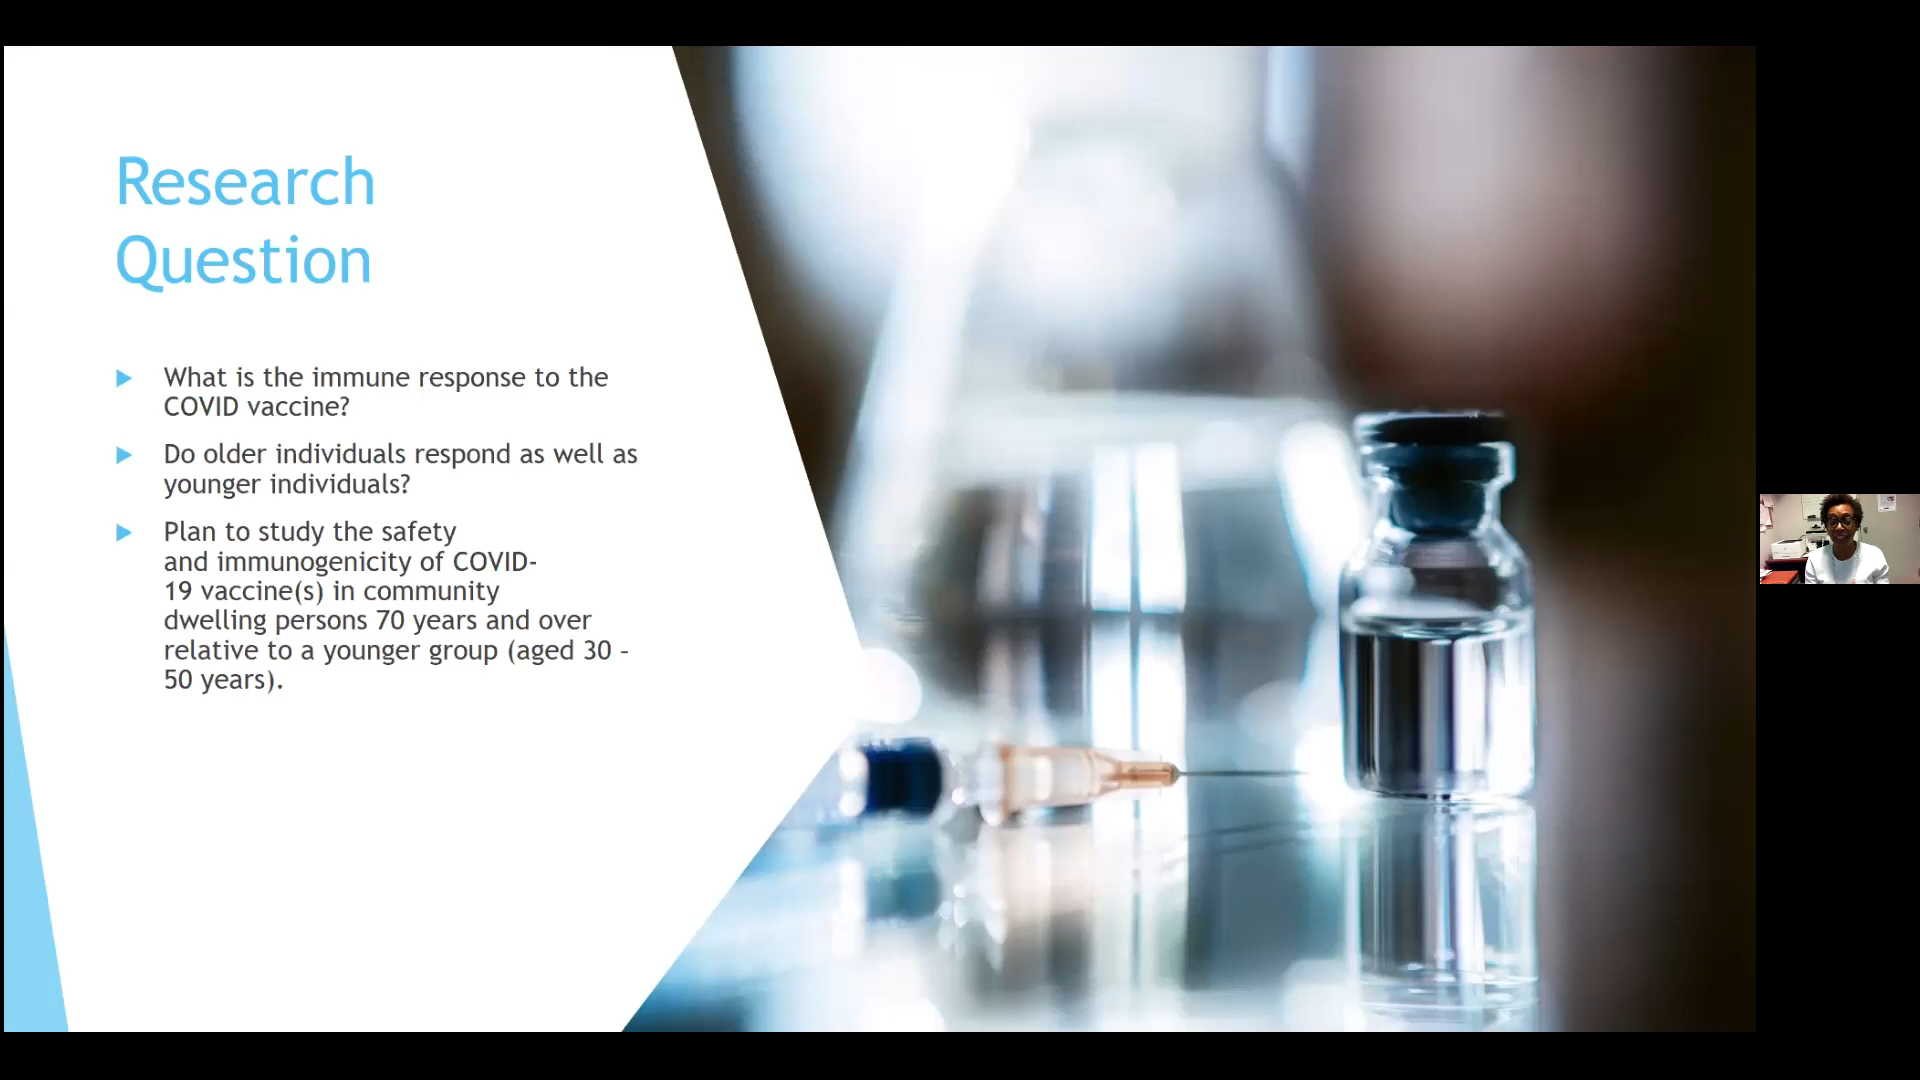 Research
Question
What is the immune response to the
COVID vaccine?
Do older individuals respond as well as
younger individuals?
Plan to study the safety
and immunogenicity of COVID-
19 vaccine(s) in community
dwelling persons 70 years and over
relative to a younger group (aged 30 –
50 years).